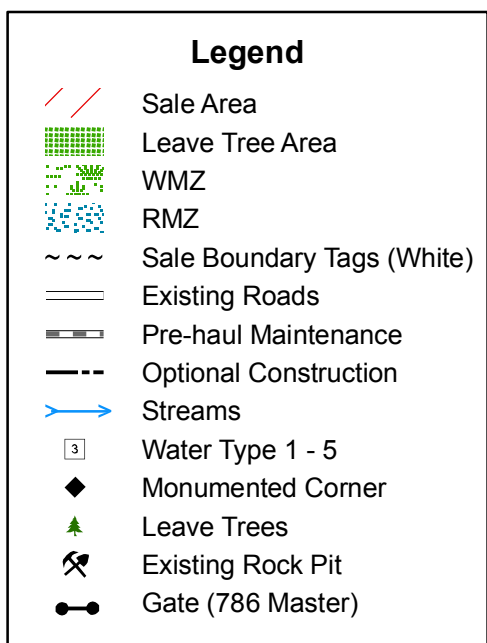 Legend
Sale Area
Leave Tree Area
WMZ
RMZ
Sale Boundary Tags (White)
Existing Roads
Pre-haul Maintenance
Optional Construction
Streams
3 Water Type 1 - 5
Monumented Corner
Leave Trees
Existing Rock Pit
Gate (786 Master)